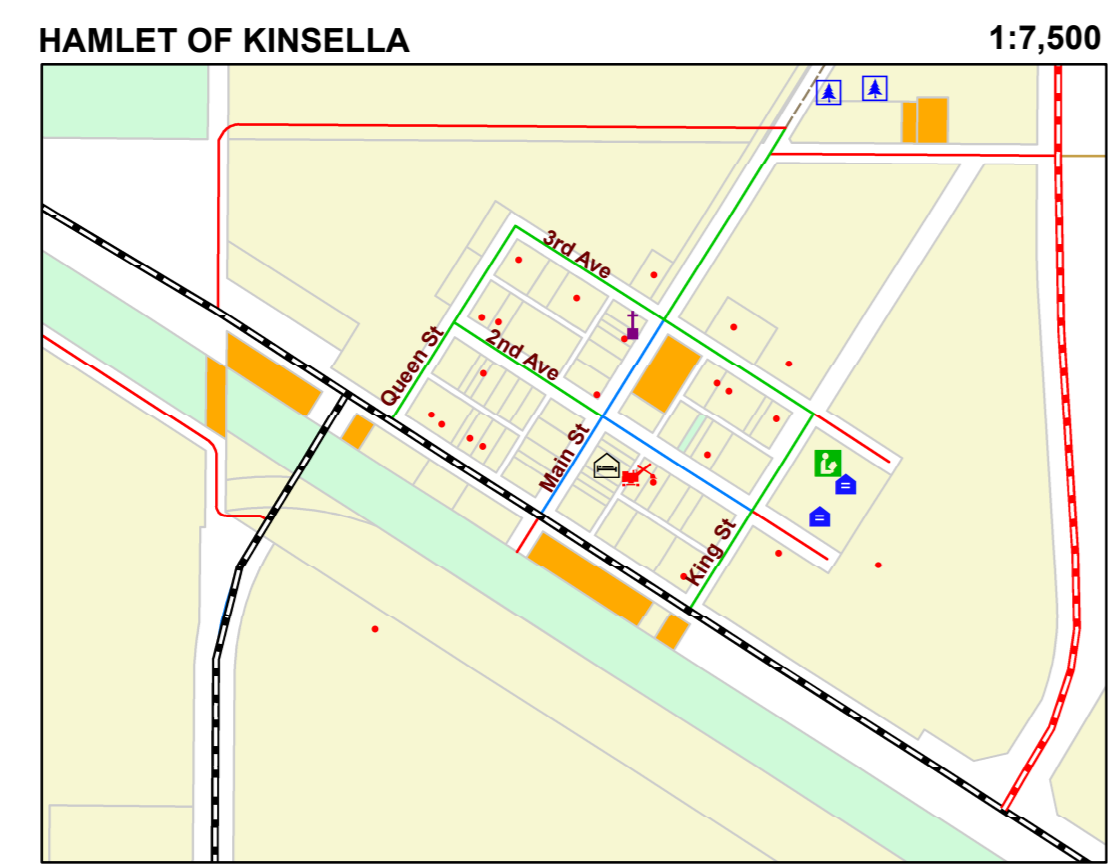 HAMLET OF KINSELLA
1:7,500
3rd Ave
2nd Ave
Queen St
Main St
King St